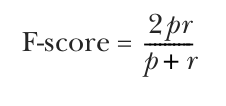 F-score = 2pr / p + r